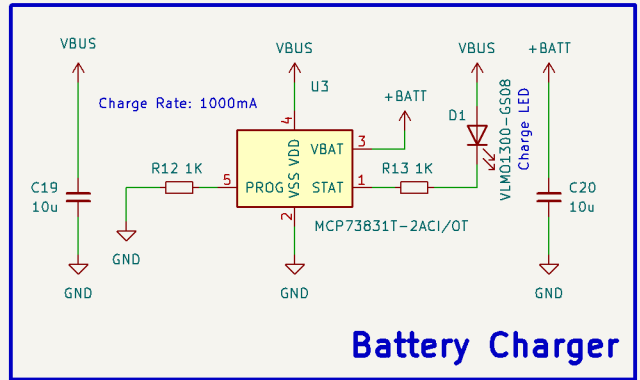 VBUS
VBUS
VBUS
+BATT
U3
Charge Rate: 1000mA
+BATT
D1
VLMO1300-GS08
Charge LED
4
VDD
VBAT
3
R12 1K
R13 1K
5
PROG
VSS
STAT
1
C19
10u
C20
10u
2
MCP73831T-2ACI/OT
GND
GND
GND
GND
Battery Charger